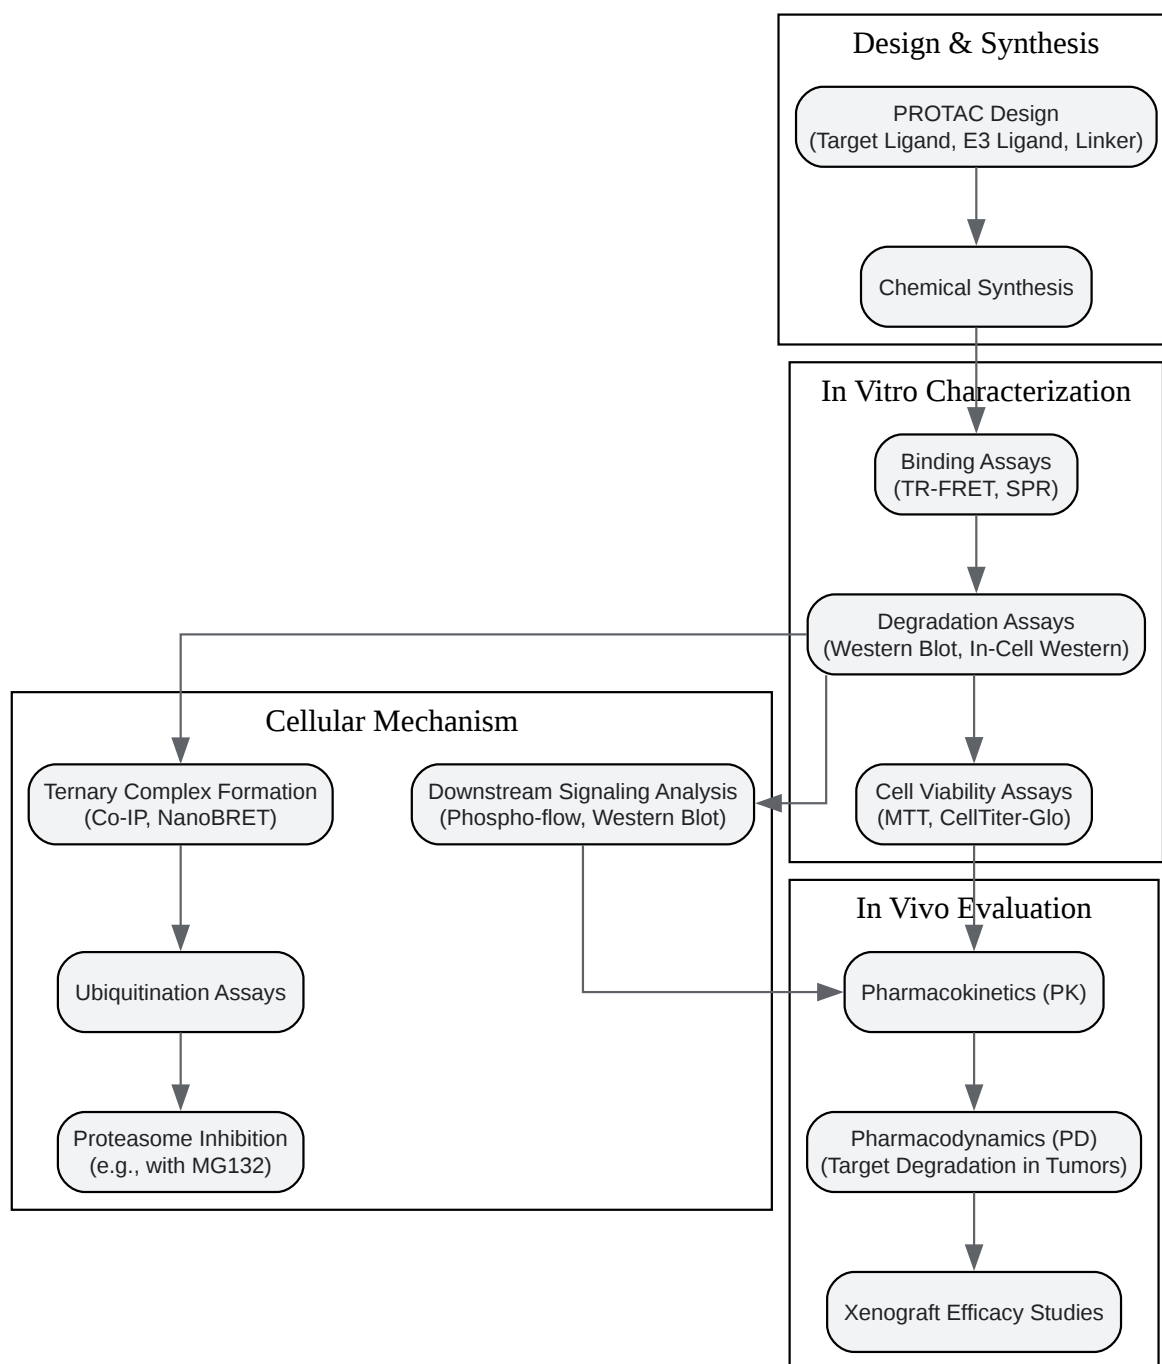 Design & Synthesis
PROTAC Design
(Target Ligand, E3 Ligand, Linker)
Chemical Synthesis
In Vitro Characterization
Binding Assays
(TR-FRET, SPR)
Degradation Assays
(Western Blot, In-Cell Western)
Cellular Mechanism
Ternary Complex Formation
(Co-IP, NanoBRET)
Downstream Signaling Analysis
(Phospho-flow, Western Blot)
Cell Viability Assays
(MTT, CellTiter-Glo)
In Vivo Evaluation
Ubiquitination Assays
Pharmacokinetics (PK)
Proteasome Inhibition
(e.g., with MG132)
Pharmacodynamics (PD)
(Target Degradation in Tumors)
Xenograft Efficacy Studies